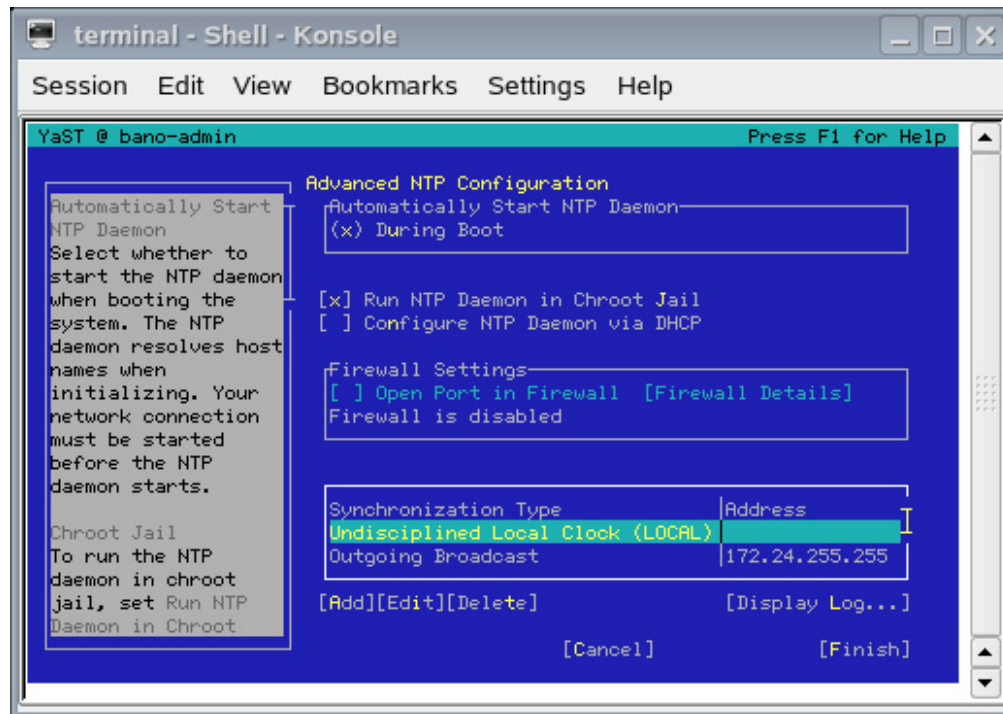 terminal - Shell - Konsole
Session Edit View Bookmarks Settings Help
YaST @ bano-admin Press F1 for Help
Automatically Start
NTP Daemon
Select whether to
start the NTP daemon
when booting the
system. The NTP
daemon resolves host
names when
initializing. Your
network connection
must be started
before the NTP
daemon starts.
Chroot Jail
To run the NTP
daemon in chroot
jail, set Run NTP
Daemon in Chroot
Advanced NTP Configuration
Automatically Start NTP Daemon
(x) During Boot
[x] Run NTP Daemon in Chroot Jail
[ ] Configure NTP Daemon via DHCP
Firewall Settings
[ ] Open Port in Firewall [Firewall Details]
Firewall is disabled
Synchronization Type |Address
Undisciplined Local Clock (LOCAL)
Outgoing Broadcast |172.24.255.255
[Add][Edit][Delete] [Display Log...]
[Cancel] [Finish]